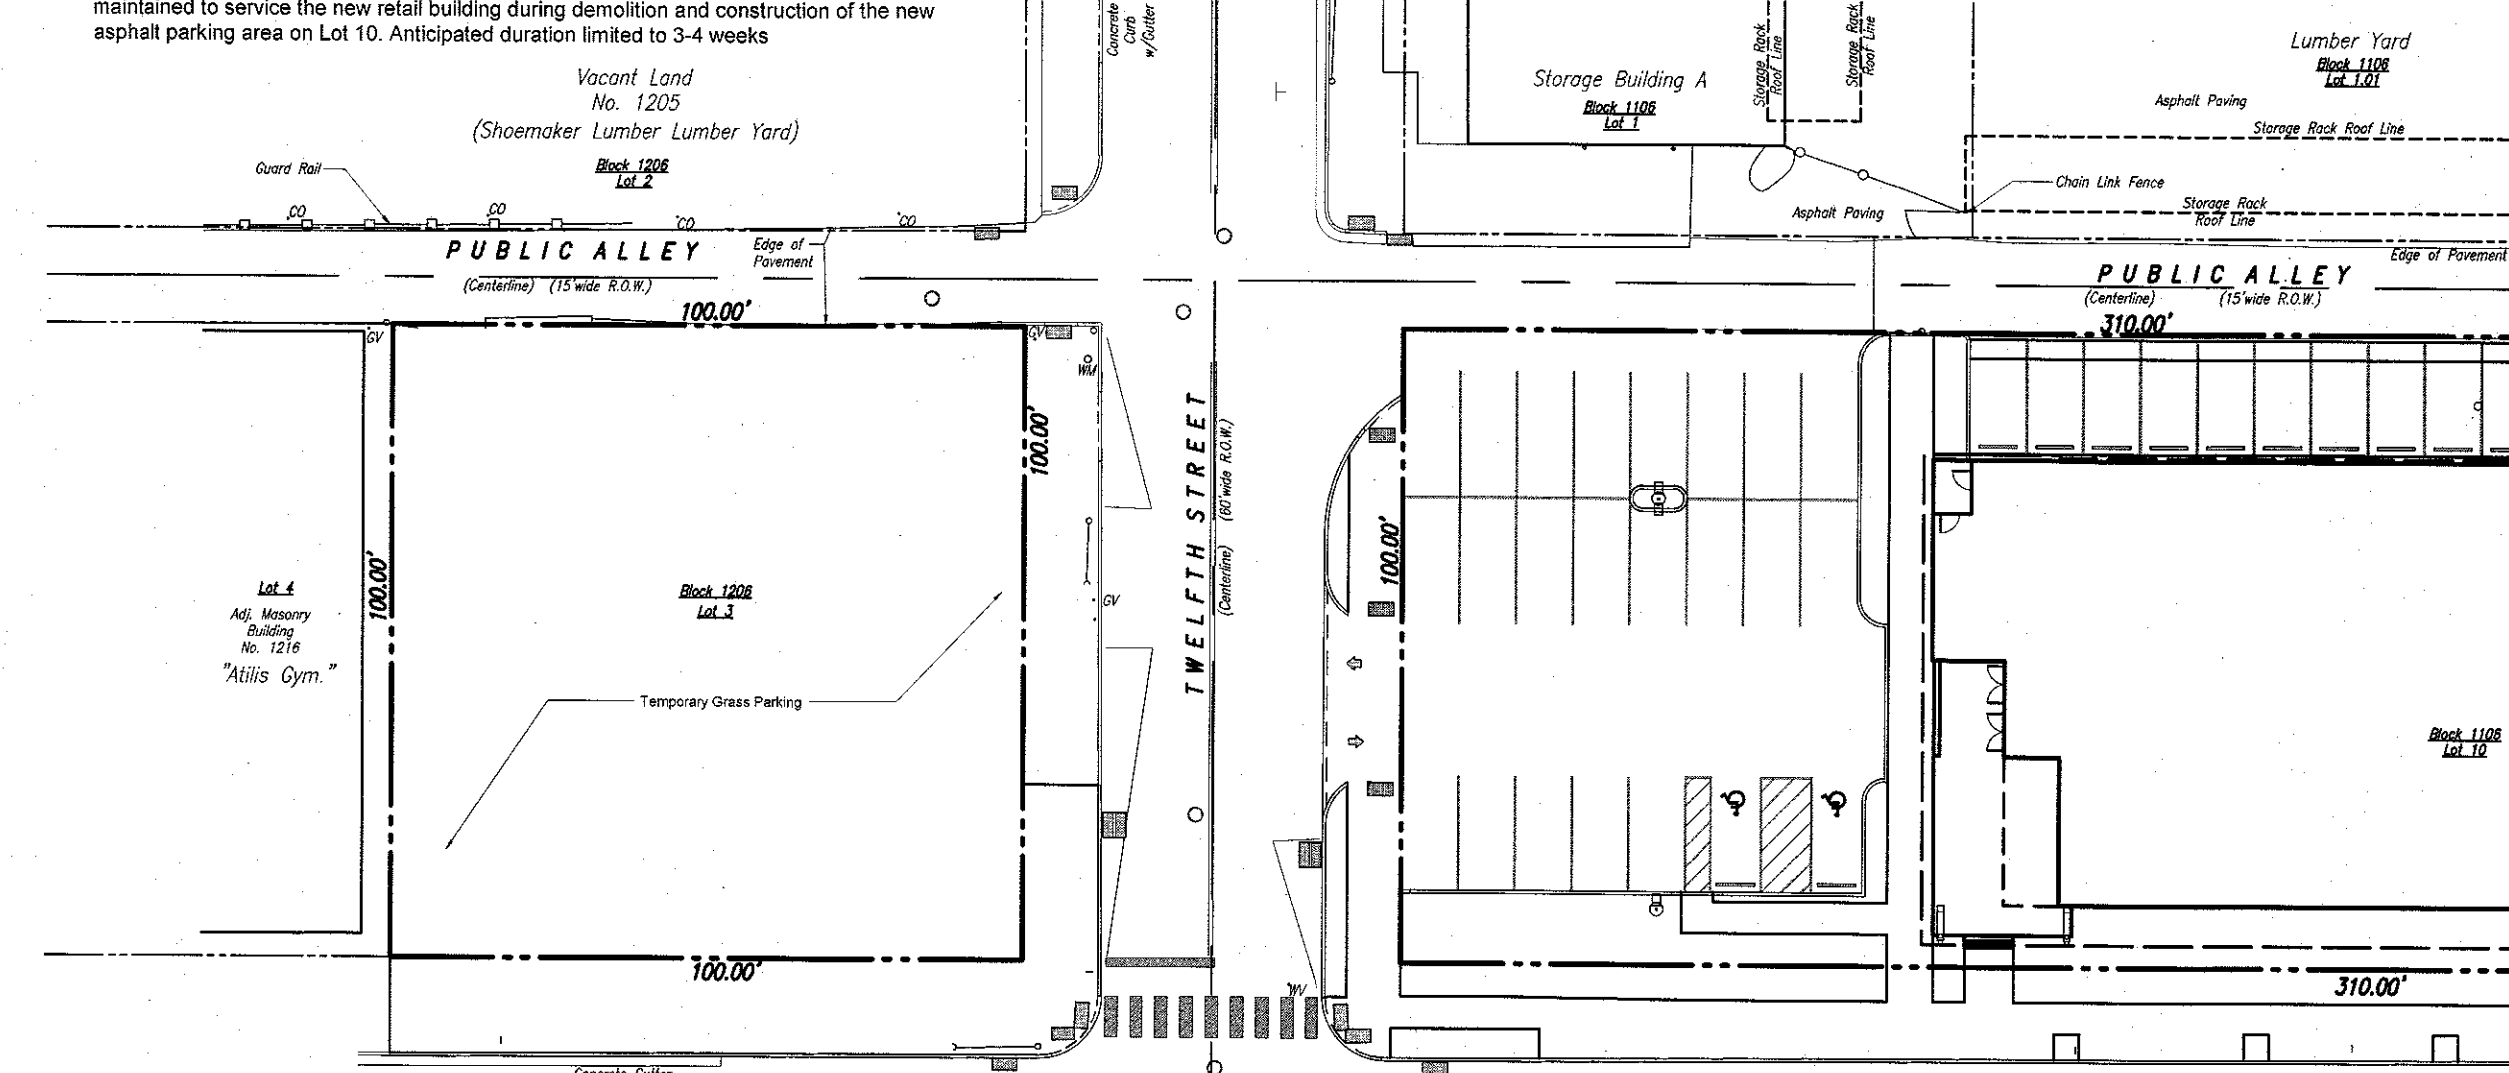 maintained to service the new retail building during demolition and construction of the new
asphalt parking area on Lot 10. Anticipated duration limited to 3-4 weeks
Vacant Land
No. 1205
(Shoemaker Lumber Lumber Yard)
Block 1206
Lot 2
Guard Rail
CO
CO
CO
CO
PUBLIC ALLEY
(Centerline) (15'wide R.O.W.)
Edge of
Pavement
100.00'
Concrete
Curb
w/Gutter
Storage Building A
Block 1106
Lot 1
Storage Rack
Roof Line
Storage Rack
Roof Line
Lumber Yard
Block 1106
Lot 1.01
Asphalt Paving
Storage Rack Roof Line
Chain Link Fence
Storage Rack
Roof Line
Asphalt Paving
Edge of Pavement
PUBLIC ALLEY
(Centerline) (15'wide R.O.W.)
310.00'
GV
GV
WM
100.00'
100.00'
Lot 4
Adj. Masonry
Building
No. 1216
"Atilis Gym."
Block 1206
Lot 3
Temporary Grass Parking
GV
TWELFTH STREET
(Centerline) (60'wide R.O.W.)
100.00'
Block 1106
Lot 10
100.00'
WV
310.00'
Concrete Gutter